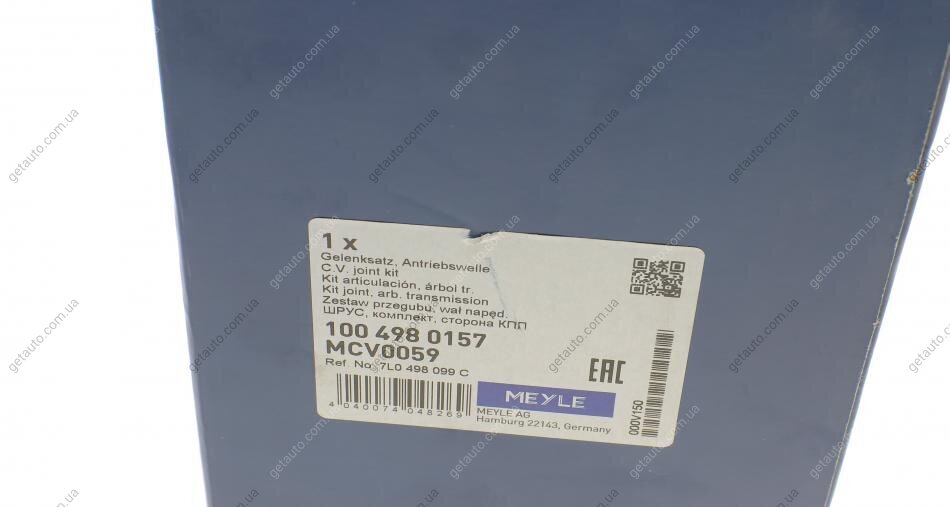 1 x
Gelenksatz, Antriebswelle
C.V. joint kit
Kit articulación, árbol tr.
Kit joint, arb. transmission
Zestaw przegubu, wał napęd.
ШРУС, комплект, сторона КПП
100 498 0157
MCV0059
Ref. No. 7L0 498 099 C
EAC
4 040074 048269
MEYLE
MEYLE AG
Hamburg 22143, Germany
000V150
getauto.com.ua